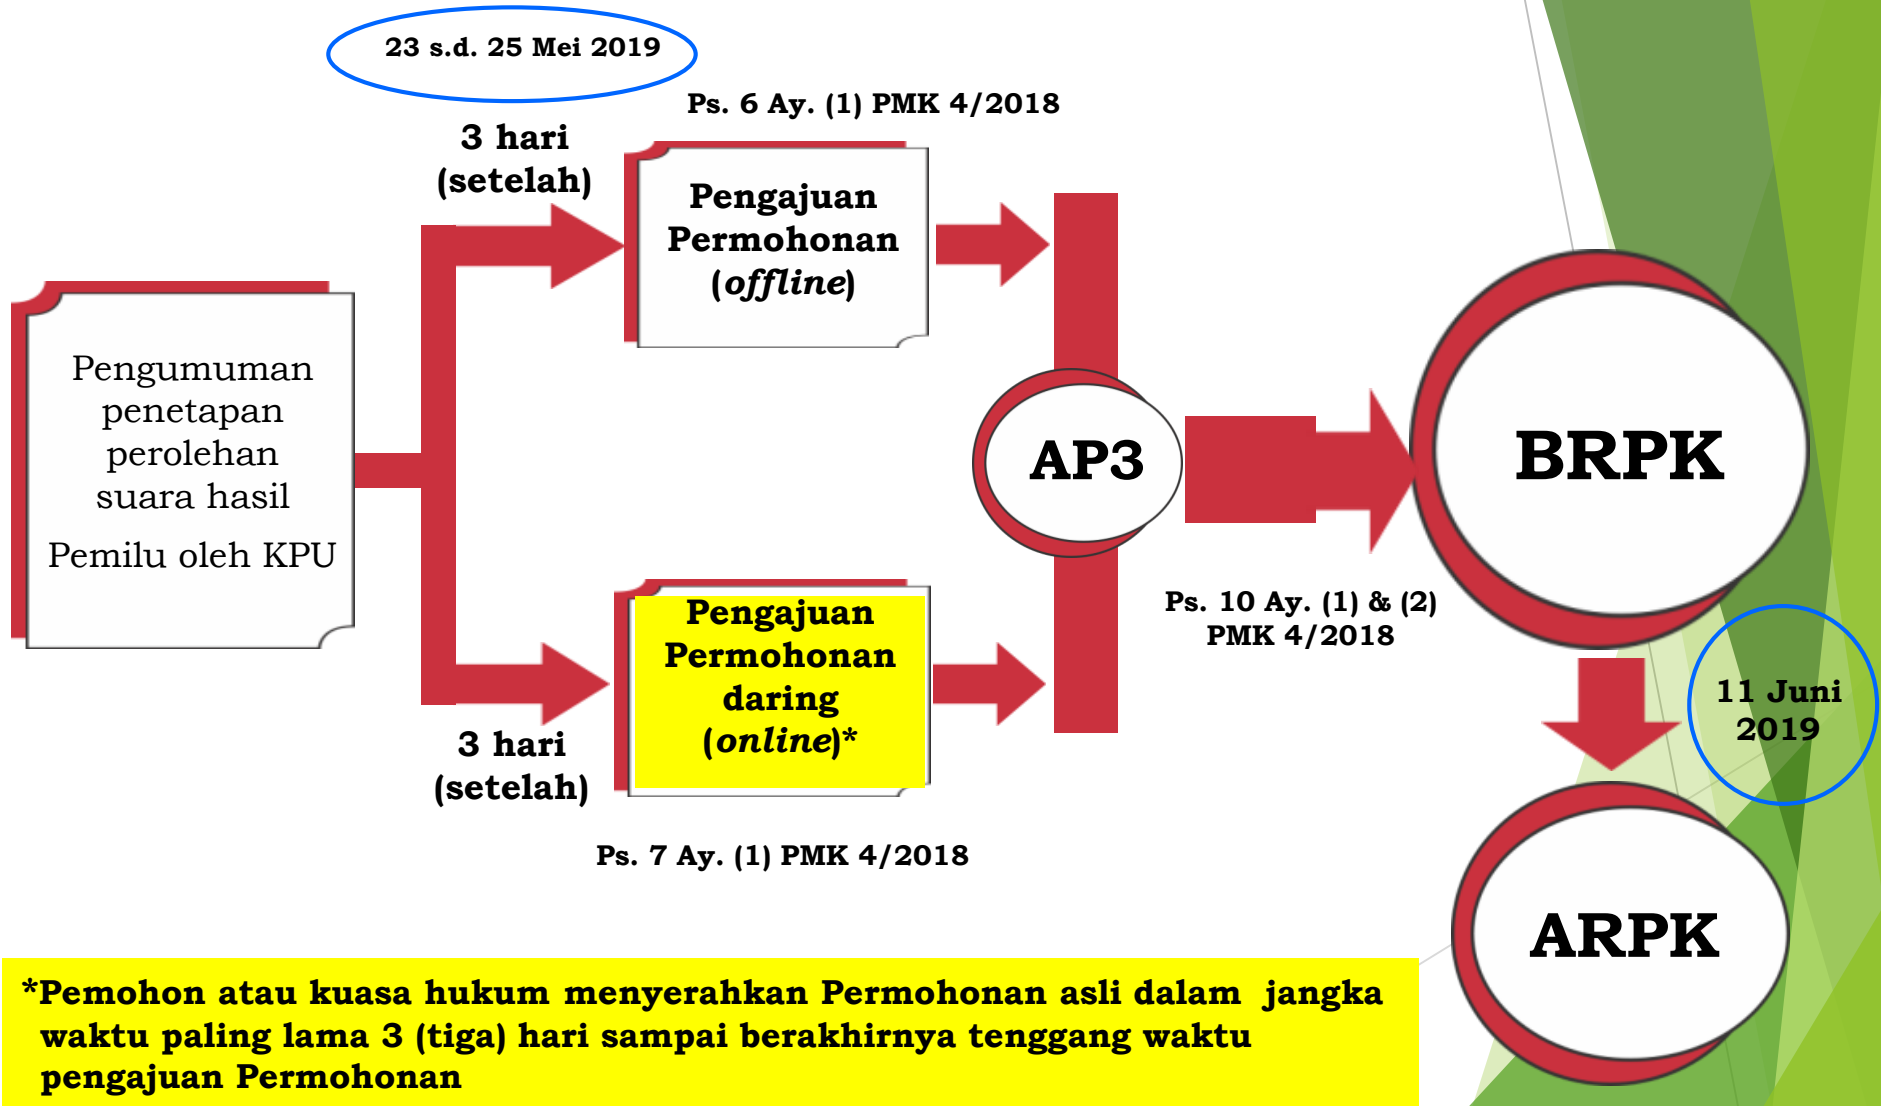 23 s.d. 25 Mei 2019
Ps. 6 Ay. (1) PMK 4/2018
3 hari
(setelah)
Pengajuan
Permohonan
(offline)
Pengumuman
penetapan
perolehan
suara hasil
Pemilu oleh KPU
AP3
BRPK
Ps. 10 Ay. (1) & (2)
PMK 4/2018
Pengajuan
Permohonan
daring
(online)*
3 hari
(setelah)
Ps. 7 Ay. (1) PMK 4/2018
11 Juni
2019
ARPK
*Pemohon atau kuasa hukum menyerahkan Permohonan asli dalam jangka
waktu paling lama 3 (tiga) hari sampai berakhirnya tenggang waktu
pengajuan Permohonan